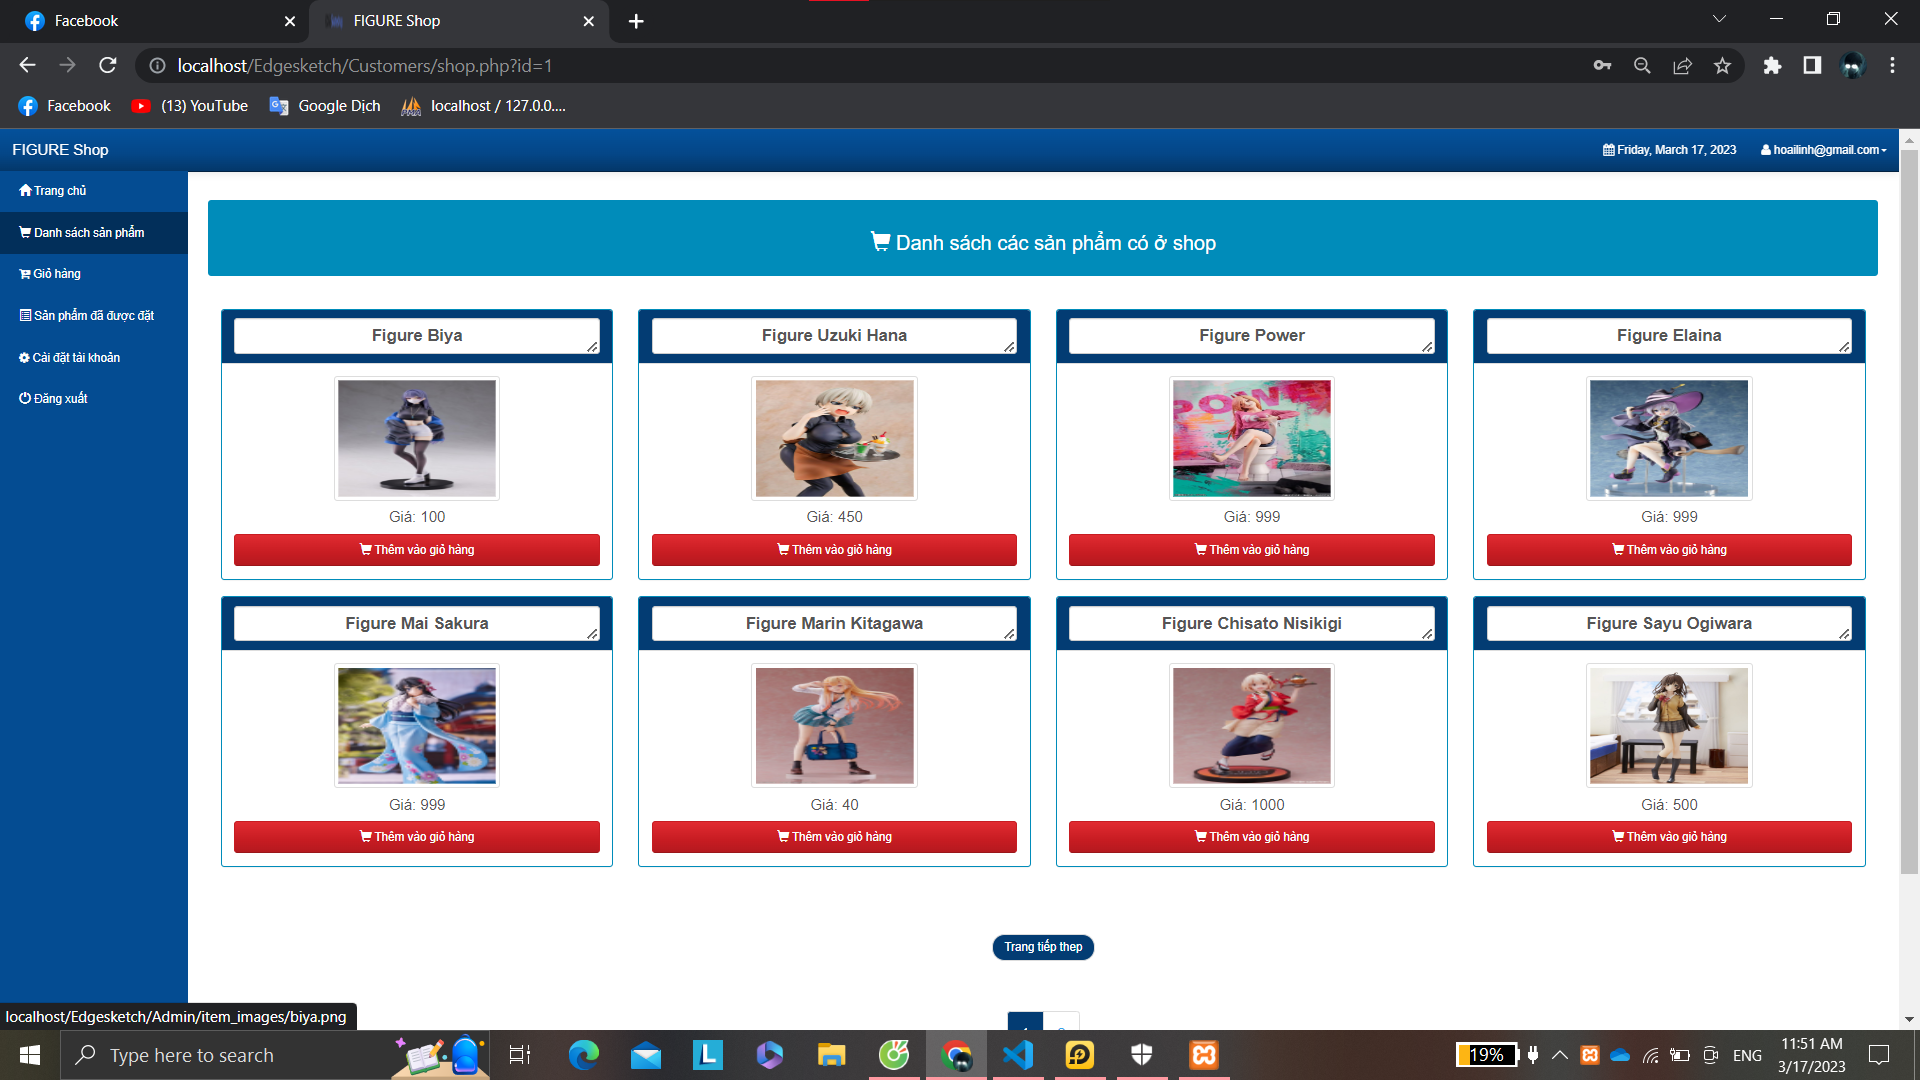 Facebook
FIGURE Shop
localhost/Edgesketch/Customers/shop.php?id=1
Facebook
(13) YouTube
Google Dịch
localhost / 127.0.0....
FIGURE Shop
Friday, March 17, 2023
hoailinh@gmail.com
Trang chủ
Danh sách sản phẩm
Giỏ hàng
Sản phẩm đã được đặt
Cài đặt tài khoản
Đăng xuất
Danh sách các sản phẩm có ở shop
Figure Biya
Figure Uzuki Hana
Figure Power
Figure Elaina
POWER
Giá: 100
Giá: 450
Giá: 999
Giá: 999
Thêm vào giỏ hàng
Thêm vào giỏ hàng
Thêm vào giỏ hàng
Thêm vào giỏ hàng
Figure Mai Sakura
Figure Marin Kitagawa
Figure Chisato Nisikigi
Figure Sayu Ogiwara
Giá: 999
Giá: 40
Giá: 1000
Giá: 500
Thêm vào giỏ hàng
Thêm vào giỏ hàng
Thêm vào giỏ hàng
Thêm vào giỏ hàng
Trang tiếp thep
localhost/Edgesketch/Admin/item_images/biya.png
Type here to search
L
19%
ENG
11:51 AM
3/17/2023